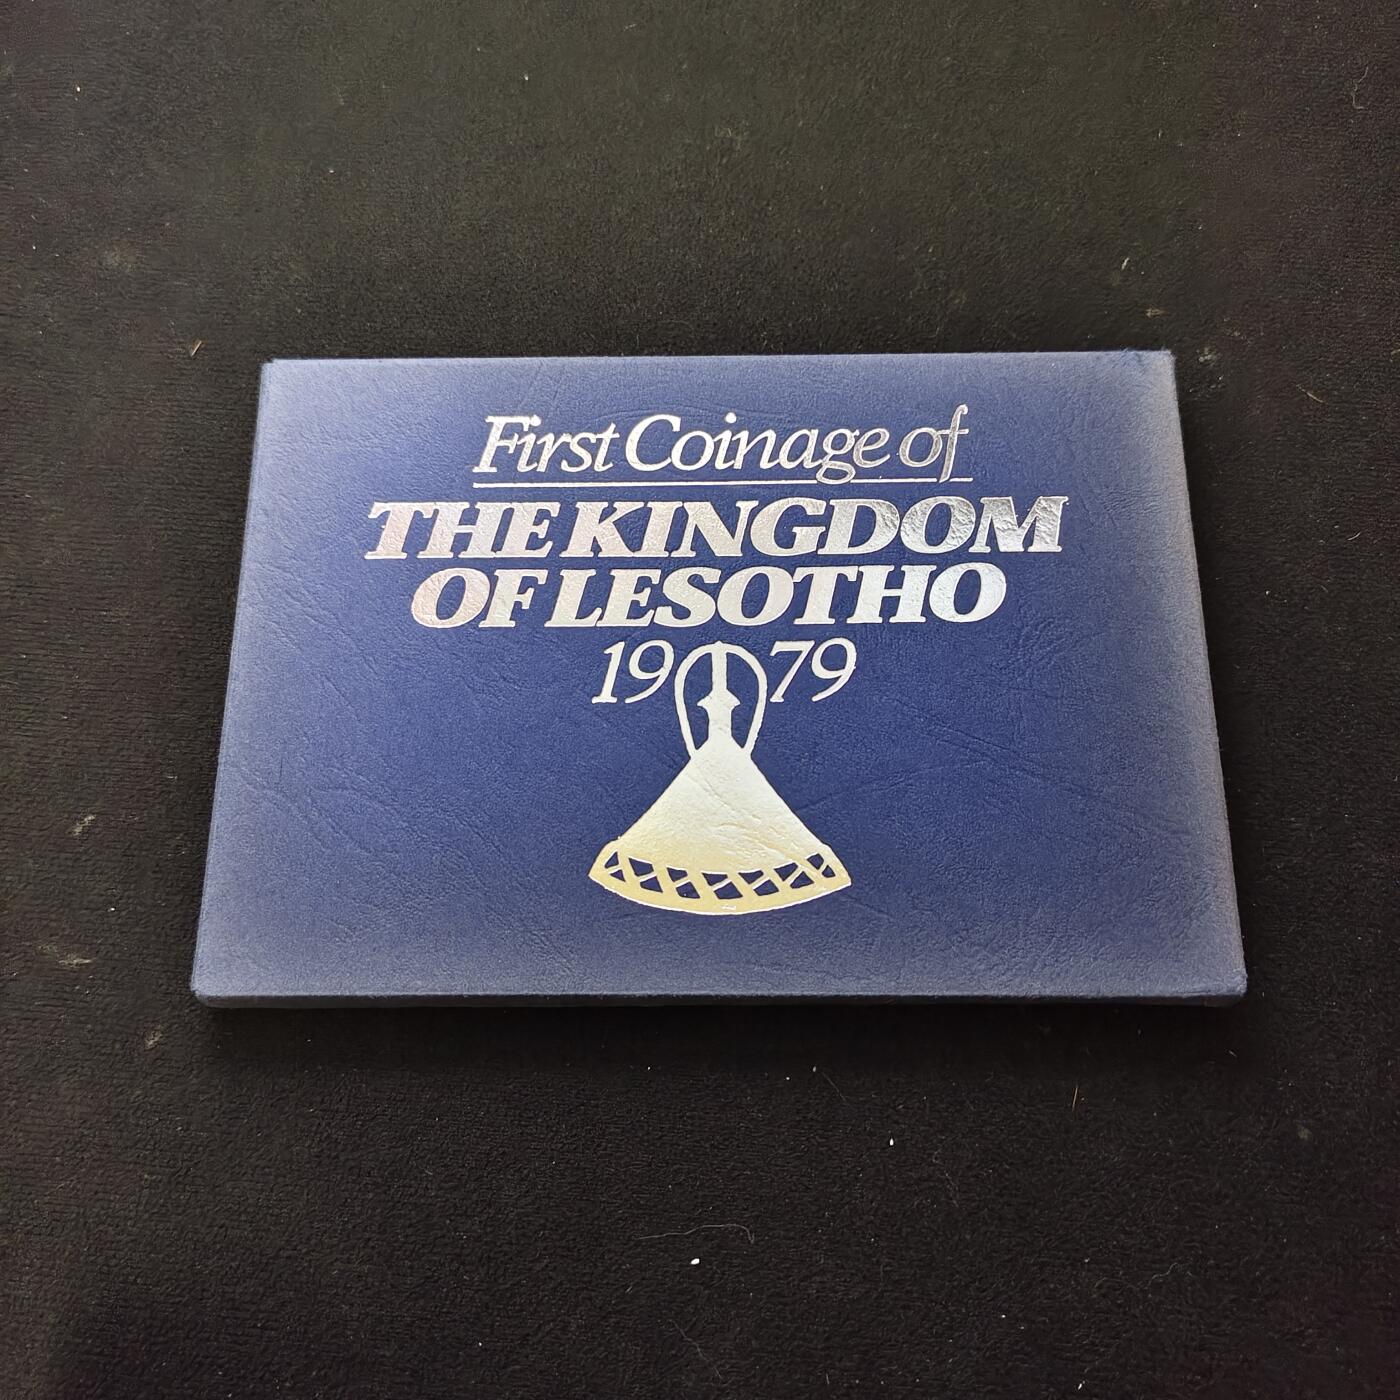 First Coinage of
THE KINGDOM
OF LESOTHO
1979